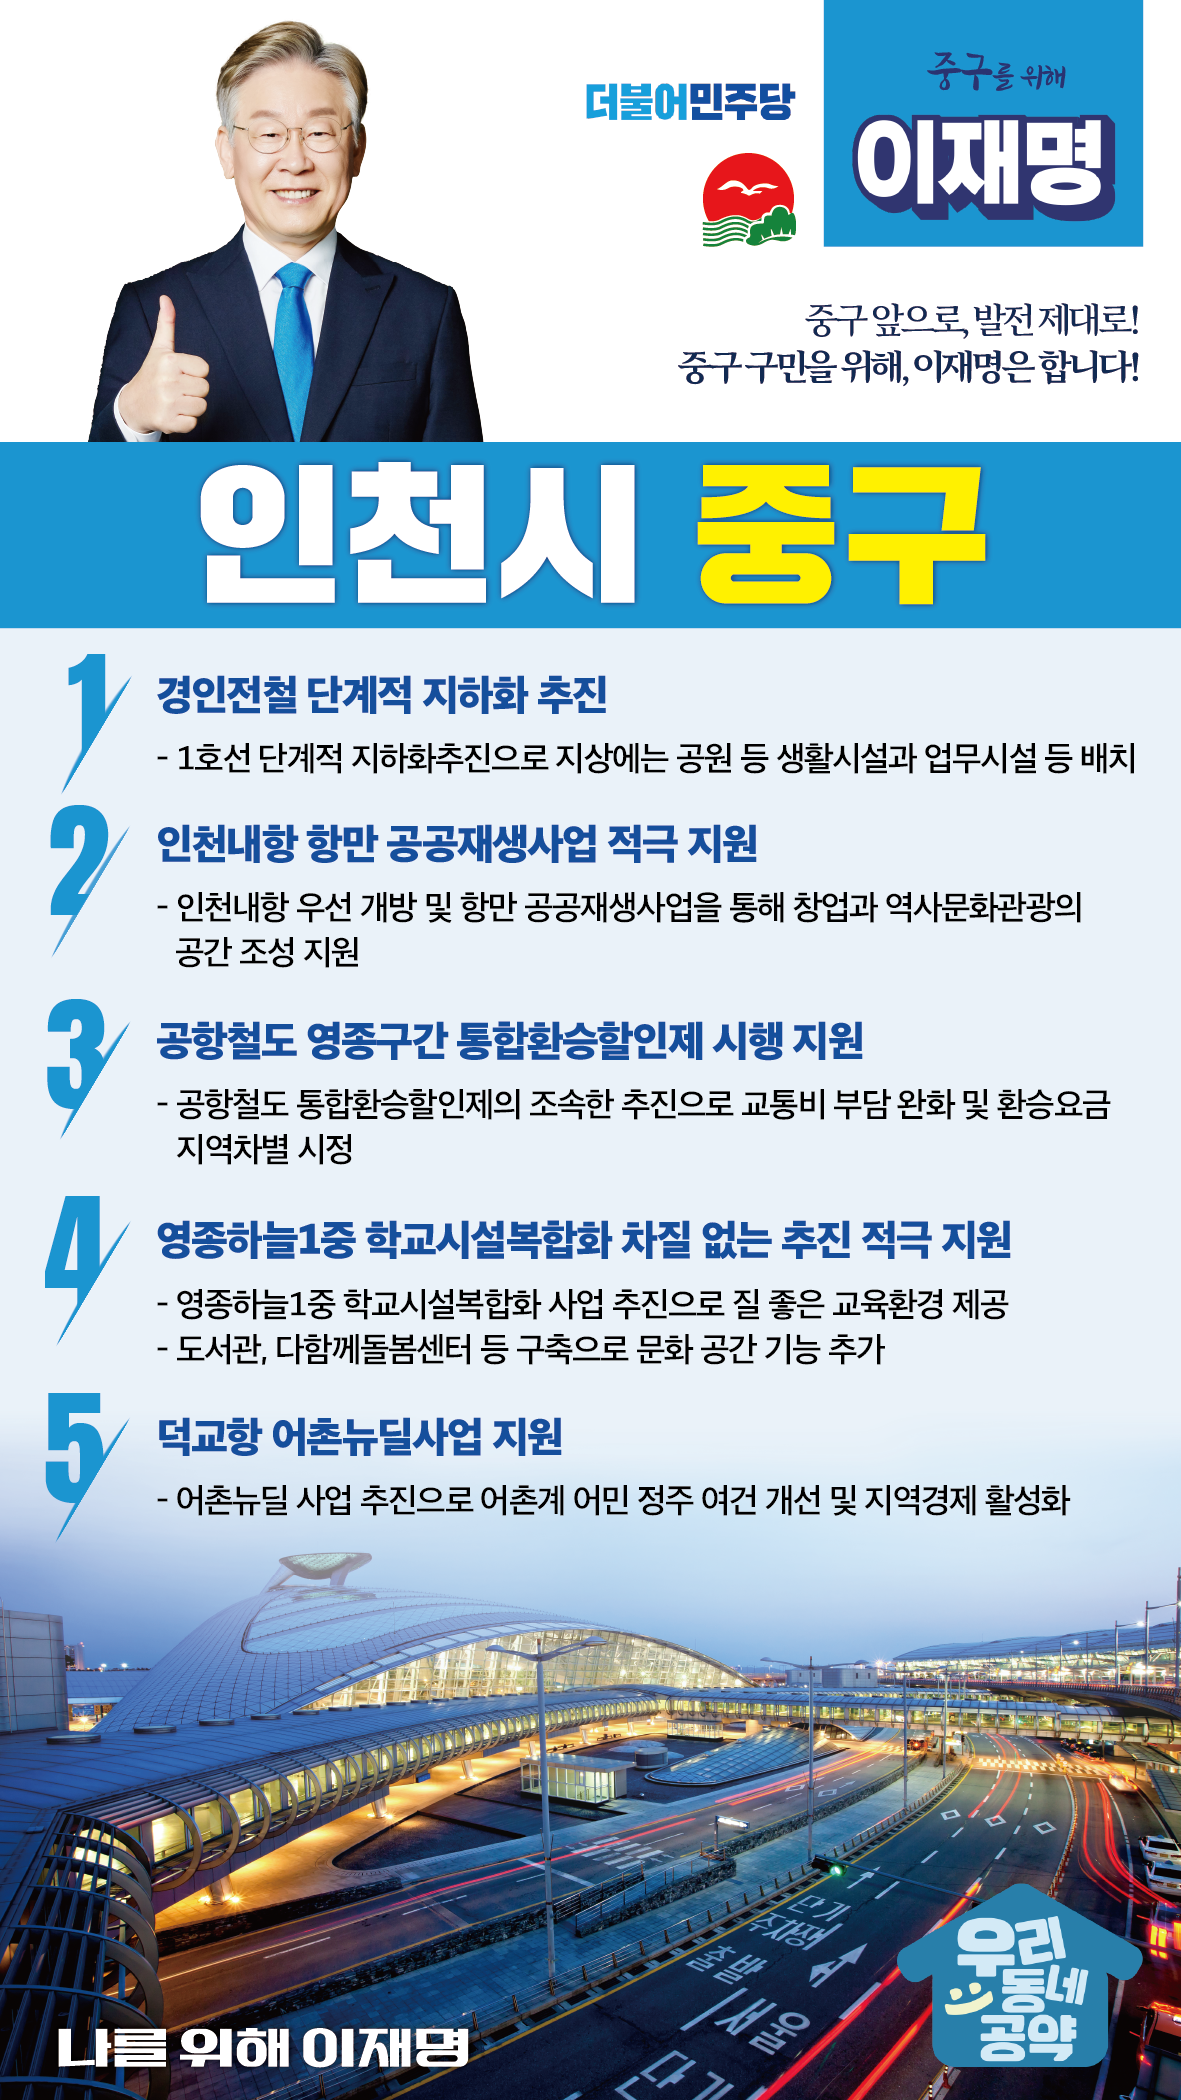 더불어민주당
중구를 위해
이재명
중구 앞으로, 발전 제대로!
중구 구민을 위해, 이재명은 합니다!
인천시 중구
1 경인전철 단계적 지하화 추진
- 1호선 단계적 지하화추진으로 지상에는 공원 등 생활시설과 업무시설 등 배치
2 인천내항 항만 공공재생사업 적극 지원
- 인천내항 우선 개방 및 항만 공공재생사업을 통해 창업과 역사문화관광의
공간 조성 지원
3 공항철도 영종구간 통합환승할인제 시행 지원
- 공항철도 통합환승할인제의 조속한 추진으로 교통비 부담 완화 및 환승요금
지역차별 시정
4 영종하늘1중 학교시설복합화 차질 없는 추진 적극 지원
- 영종하늘1중 학교시설복합화 사업 추진으로 질 좋은 교육환경 제공
- 도서관, 다함께돌봄센터 등 구축으로 문화 공간 기능 추가
5 덕교항 어촌뉴딜사업 지원
- 어촌뉴딜 사업 추진으로 어촌계 어민 정주 여건 개선 및 지역경제 활성화
단기
주차장
출발
서울
단기
우리
동네
공약
나를 위해 이재명